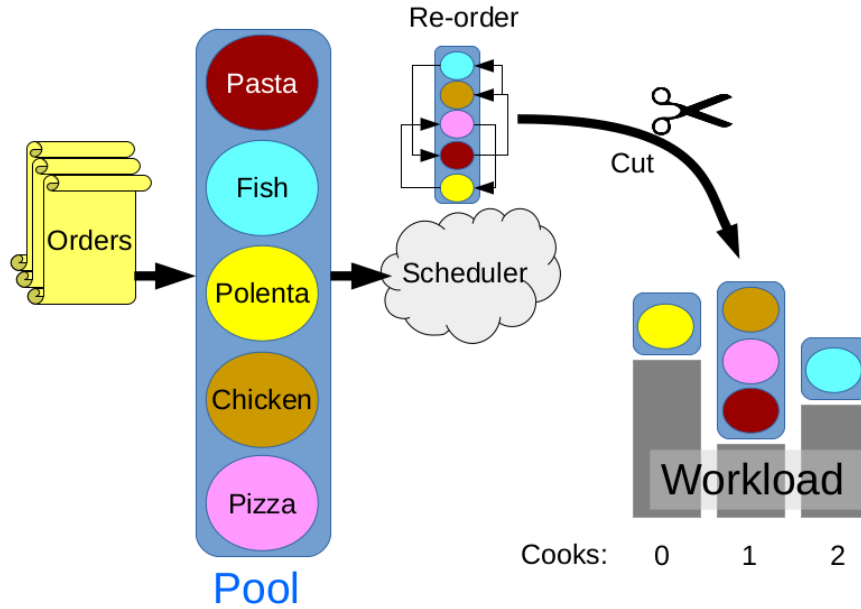 Re-order
Pasta
Fish
Orders
Polenta
Chicken
Pizza
Pool
Scheduler
Cut
Workload
Cooks: 0 1 2